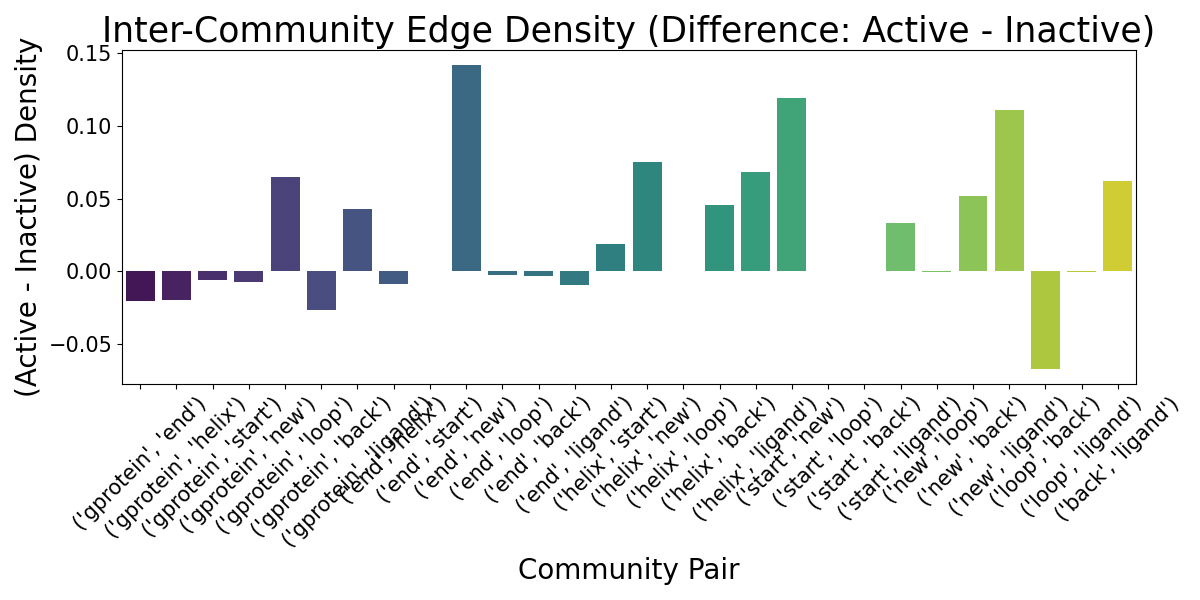 Inter-Community Edge Density (Difference: Active - Inactive)
(Active - Inactive) Density
0.15
0.10
0.05
0.00
−0.05
('gprotein', 'end')
('gprotein', 'helix')
('gprotein', 'start')
('gprotein', 'new')
('gprotein', 'loop')
('gprotein', 'back')
('gprotein', 'ligand')
('end', 'helix')
('end', 'start')
('end', 'new')
('end', 'loop')
('end', 'back')
('end', 'ligand')
('helix', 'start')
('helix', 'new')
('helix', 'loop')
('helix', 'back')
('helix', 'ligand')
('start', 'new')
('start', 'loop')
('start', 'back')
('start', 'ligand')
('new', 'loop')
('new', 'back')
('new', 'ligand')
('loop', 'back')
('loop', 'ligand')
('back', 'ligand')
Community Pair